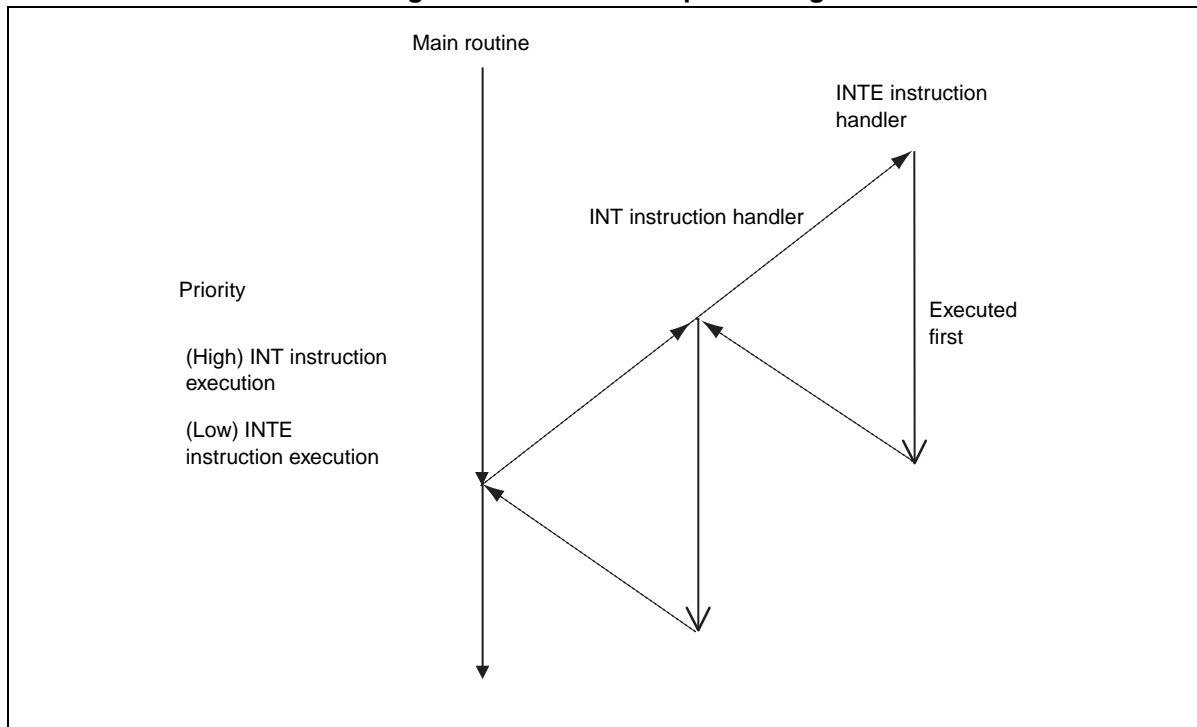 Main routine
INTE instruction
handler
INT instruction handler
Priority
Executed
first
(High) INT instruction
execution
(Low) INTE
instruction execution